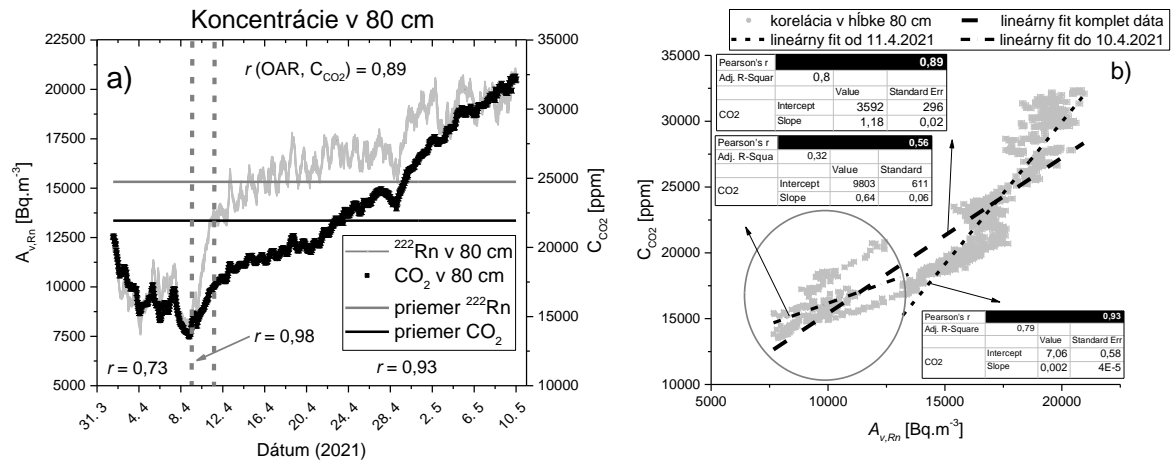 Koncentrácie v 80 cm
a)
r (OAR, C_CO2) = 0,89
22500
20000
17500
15000
12500
10000
7500
5000
A_v,Rn [Bq.m⁻³]
35000
30000
25000
20000
15000
10000
C_CO2 [ppm]
²²²Rn v 80 cm
CO₂ v 80 cm
priemer ²²²Rn
priemer CO₂
r = 0,98
r = 0,73
r = 0,93
31. 3
8. 4
4. 4
12. 4
16. 4
20. 4
24. 4
28. 4
2. 5
6. 5
10. 5
Dátum (2021)
korelácia v hĺbke 80 cm
lineárny fit komplet dáta
lineárny fit od 11.4.2021
lineárny fit do 10.4.2021
b)
35000
30000
25000
20000
15000
10000
C_CO2 [ppm]
Pearson's r 0,89
Adj. R-Squar 0,8
Value Standard Err
CO2 Intercept 3592 296
Slope 1,18 0,02
Pearson's r 0,56
Adj. R-Squa 0,32
Value Standard
CO2 Intercept 9803 611
Slope 0,64 0,06
Pearson's r 0,93
Adj. R-Square 0,79
Value Standard Err
CO2 Intercept 7,06 0,58
Slope 0,002 4E-5
5000 10000 15000 20000
A_v,Rn [Bq.m⁻³]